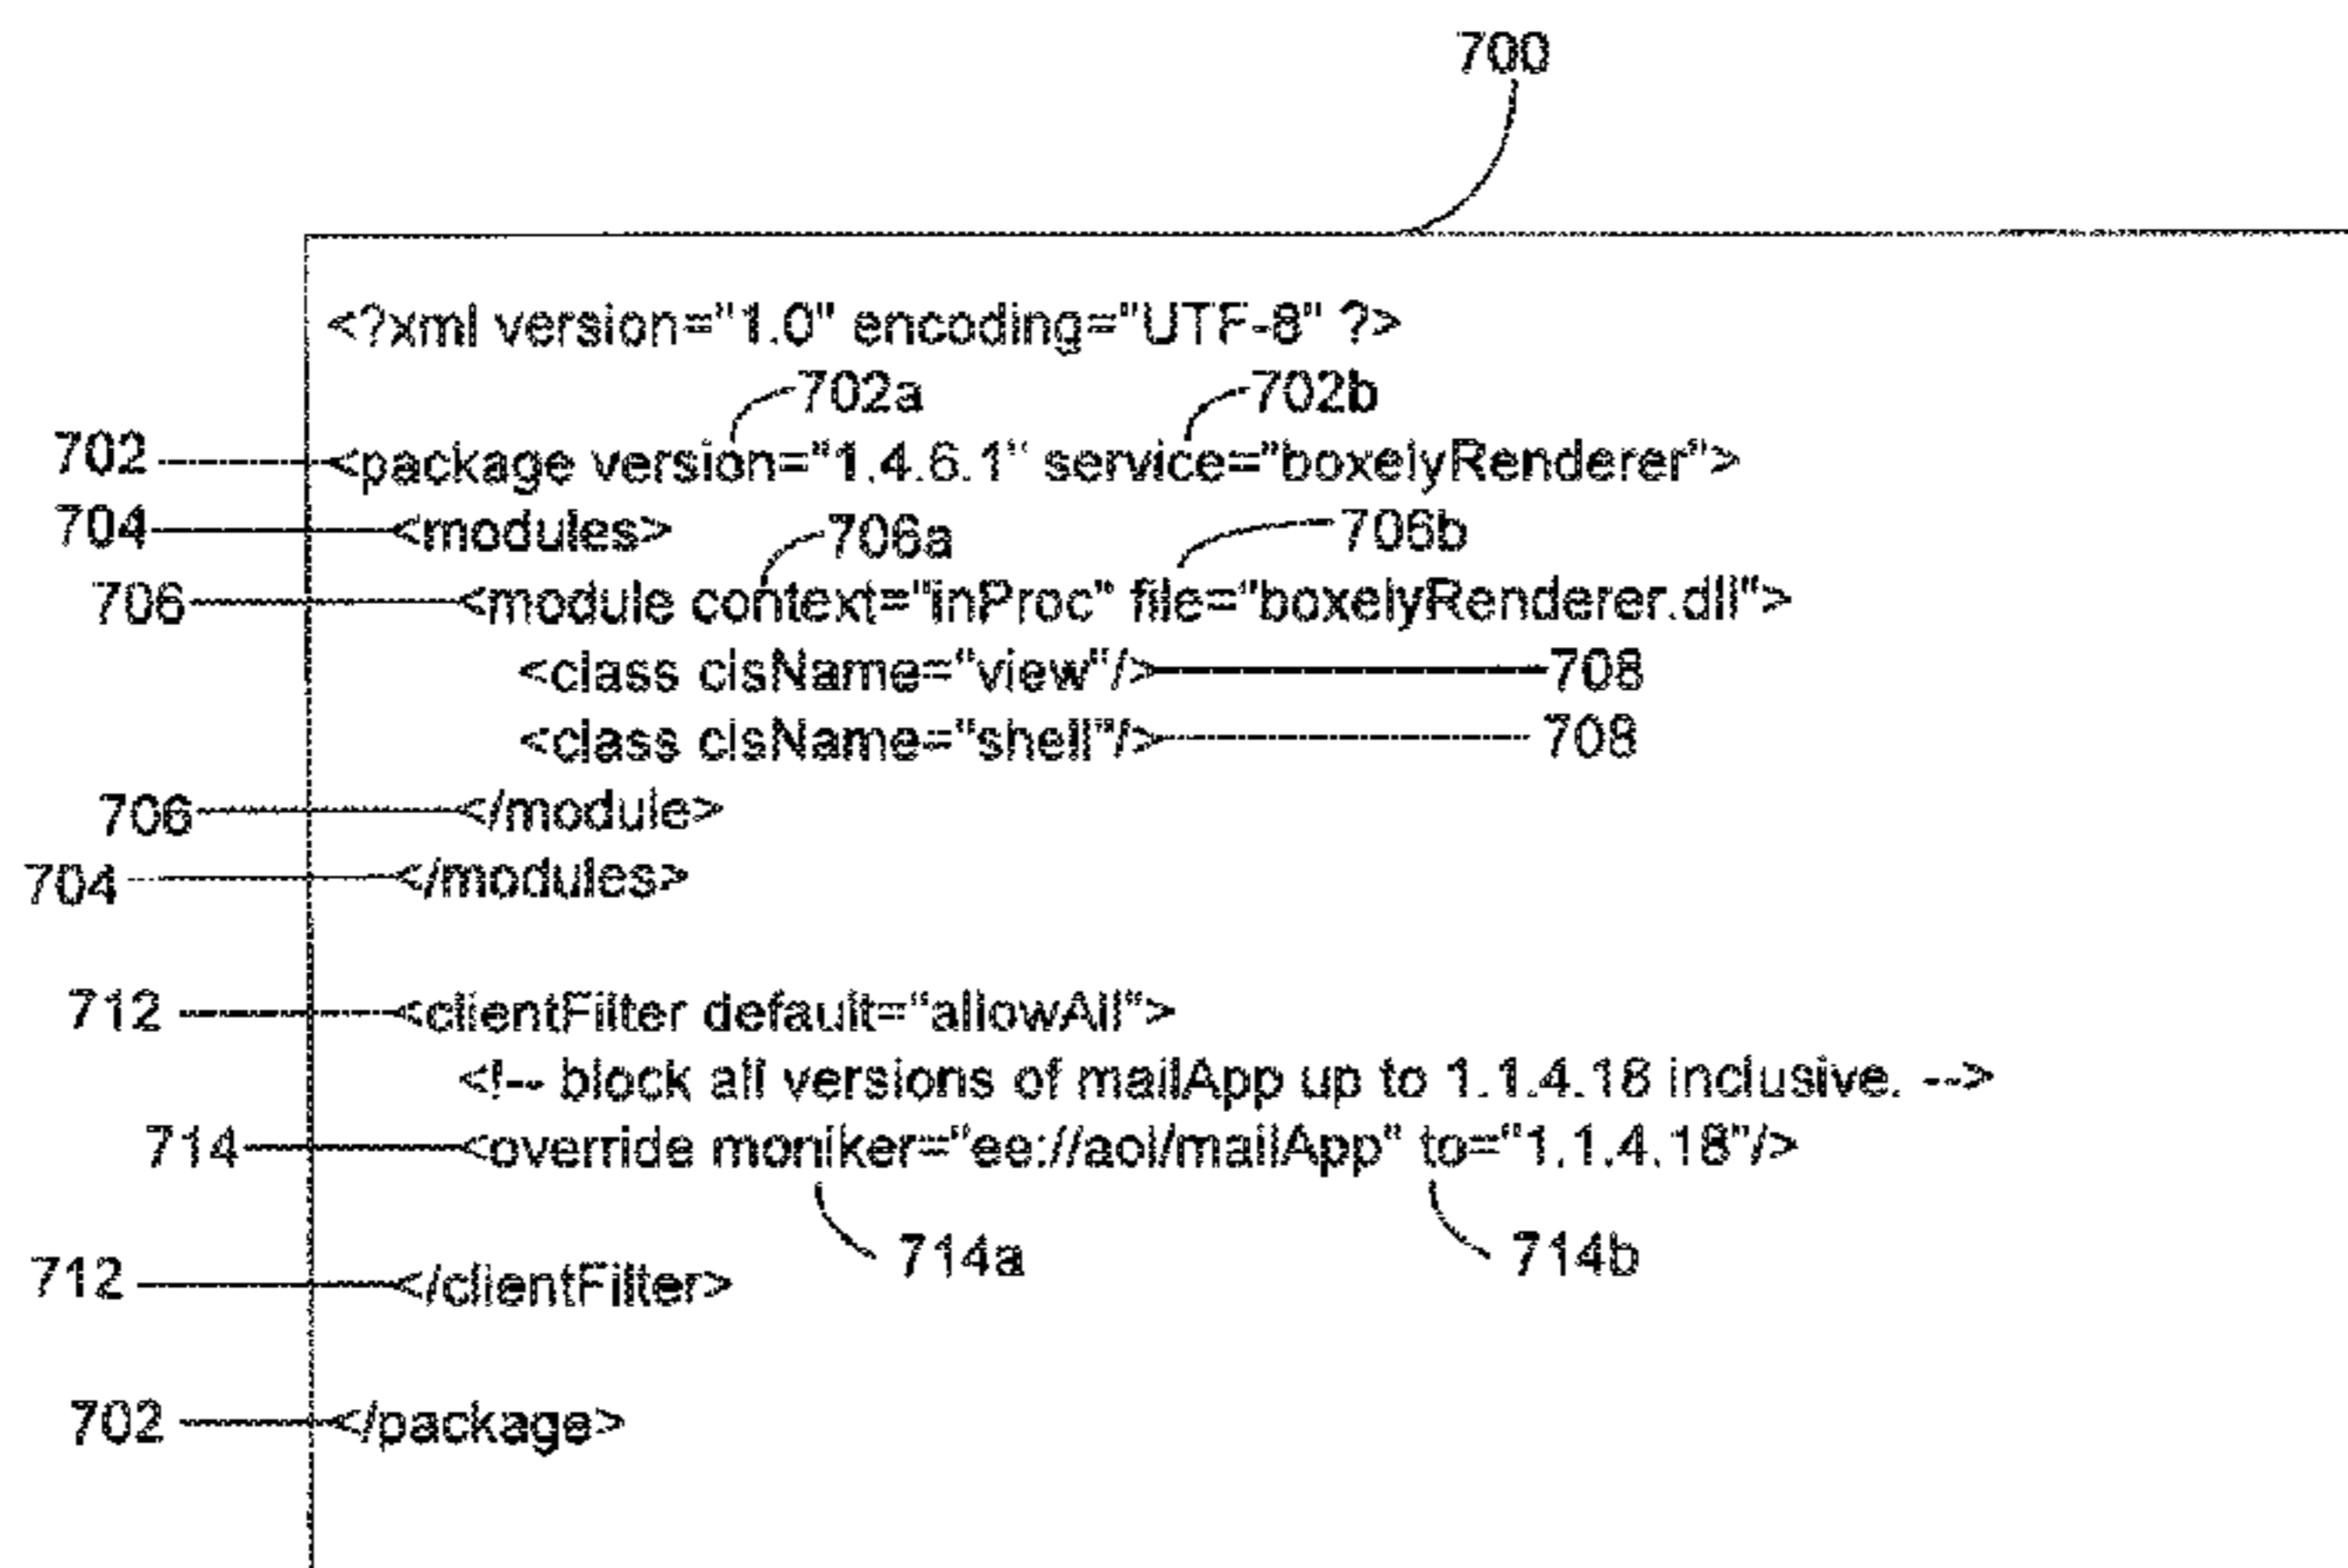 700
<?xml version="1.0" encoding="UTF-8" ?>
702a 702b
702 <package version="1.4.6.1" service="boxelyRenderer">
704 <modules> 706a 706b
706 <module context="inProc" file="boxelyRenderer.dll">
<class clsName="view"/> 708
<class clsName="shell"/> 708
706 </module>
704 </modules>
712 <clientFilter default="allowAll">
<!-- block all versions of mailApp up to 1.1.4.18 inclusive. -->
714 <override moniker="ee://aol/mailApp" to="1.1.4.18"/>
714a 714b
712 </clientFilter>
702 </package>